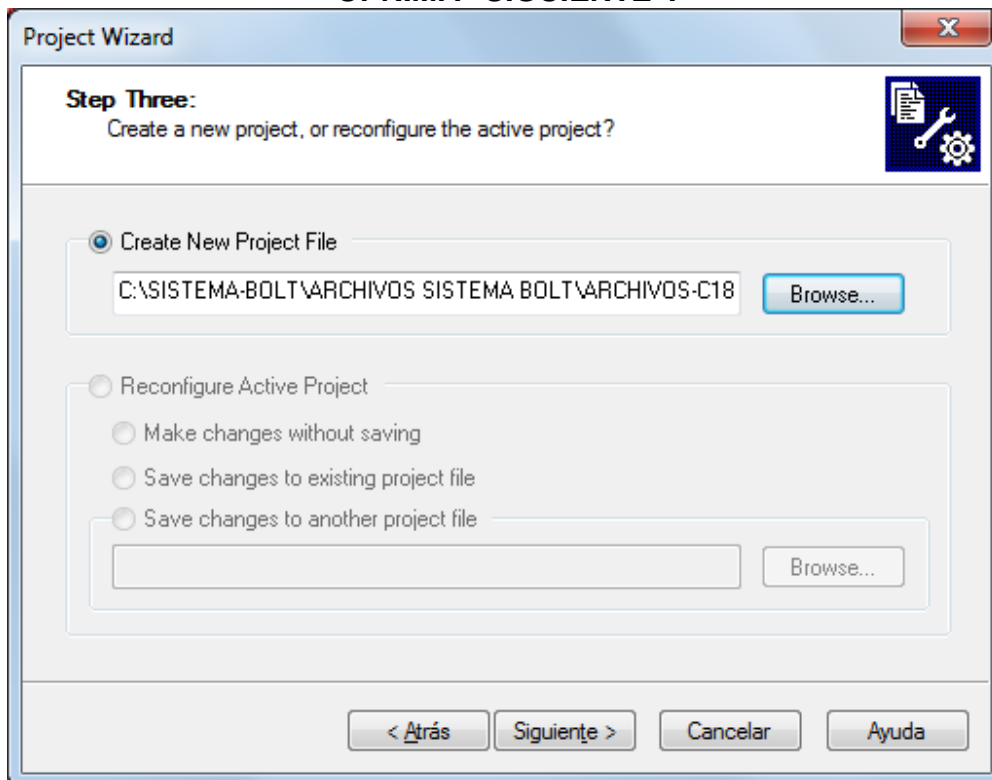 Project Wizard
Step Three:
Create a new project, or reconfigure the active project?
Create New Project File
C:\SISTEMA-BOLT\ARCHIVOS SISTEMA BOLT\ARCHIVOS-C18
Browse...
Reconfigure Active Project
Make changes without saving
Save changes to existing project file
Save changes to another project file
Browse...
< Atrás
Siguiente >
Cancelar
Ayuda